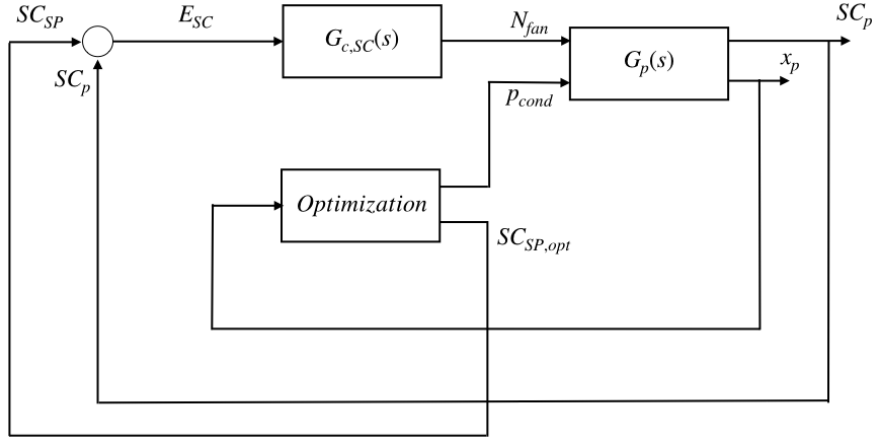 SC_SP
E_SC
G_c,SC(s)
N_fan
G_p(s)
SC_p
x_p
SC_p
p_cond
Optimization
SC_SP,opt